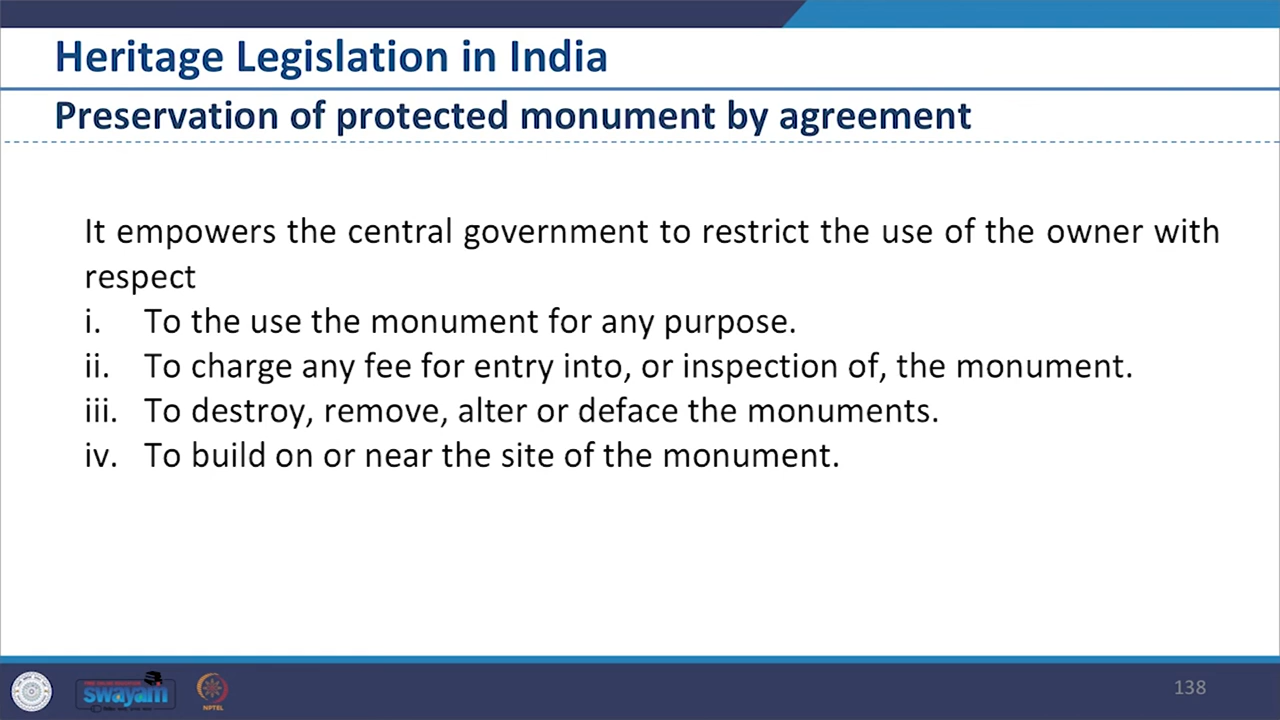 Heritage Legislation in India
Preservation of protected monument by agreement
It empowers the central government to restrict the use of the owner with
respect
i. To the use the monument for any purpose.
ii. To charge any fee for entry into, or inspection of, the monument.
iii. To destroy, remove, alter or deface the monuments.
iv. To build on or near the site of the monument.
swayam
NPTEL
138